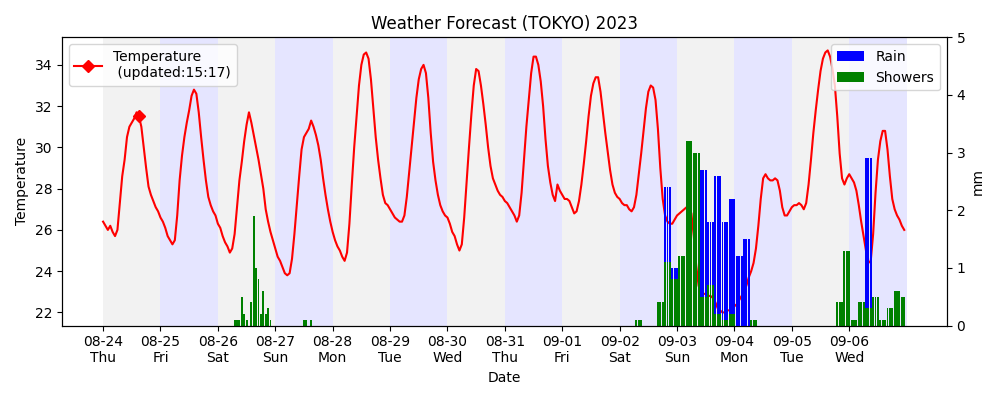 Weather Forecast (TOKYO) 2023
Temperature
(updated:15:17)
Rain
Showers
Temperature
34
32
30
28
26
24
22
5
4
3
2
1
0
mm
08-24 08-25 08-26 08-27 08-28 08-29 08-30 08-31 09-01 09-02 09-03 09-04 09-05 09-06
Thu Fri Sat Sun Mon Tue Wed Thu Fri Sat Sun Mon Tue Wed
Date